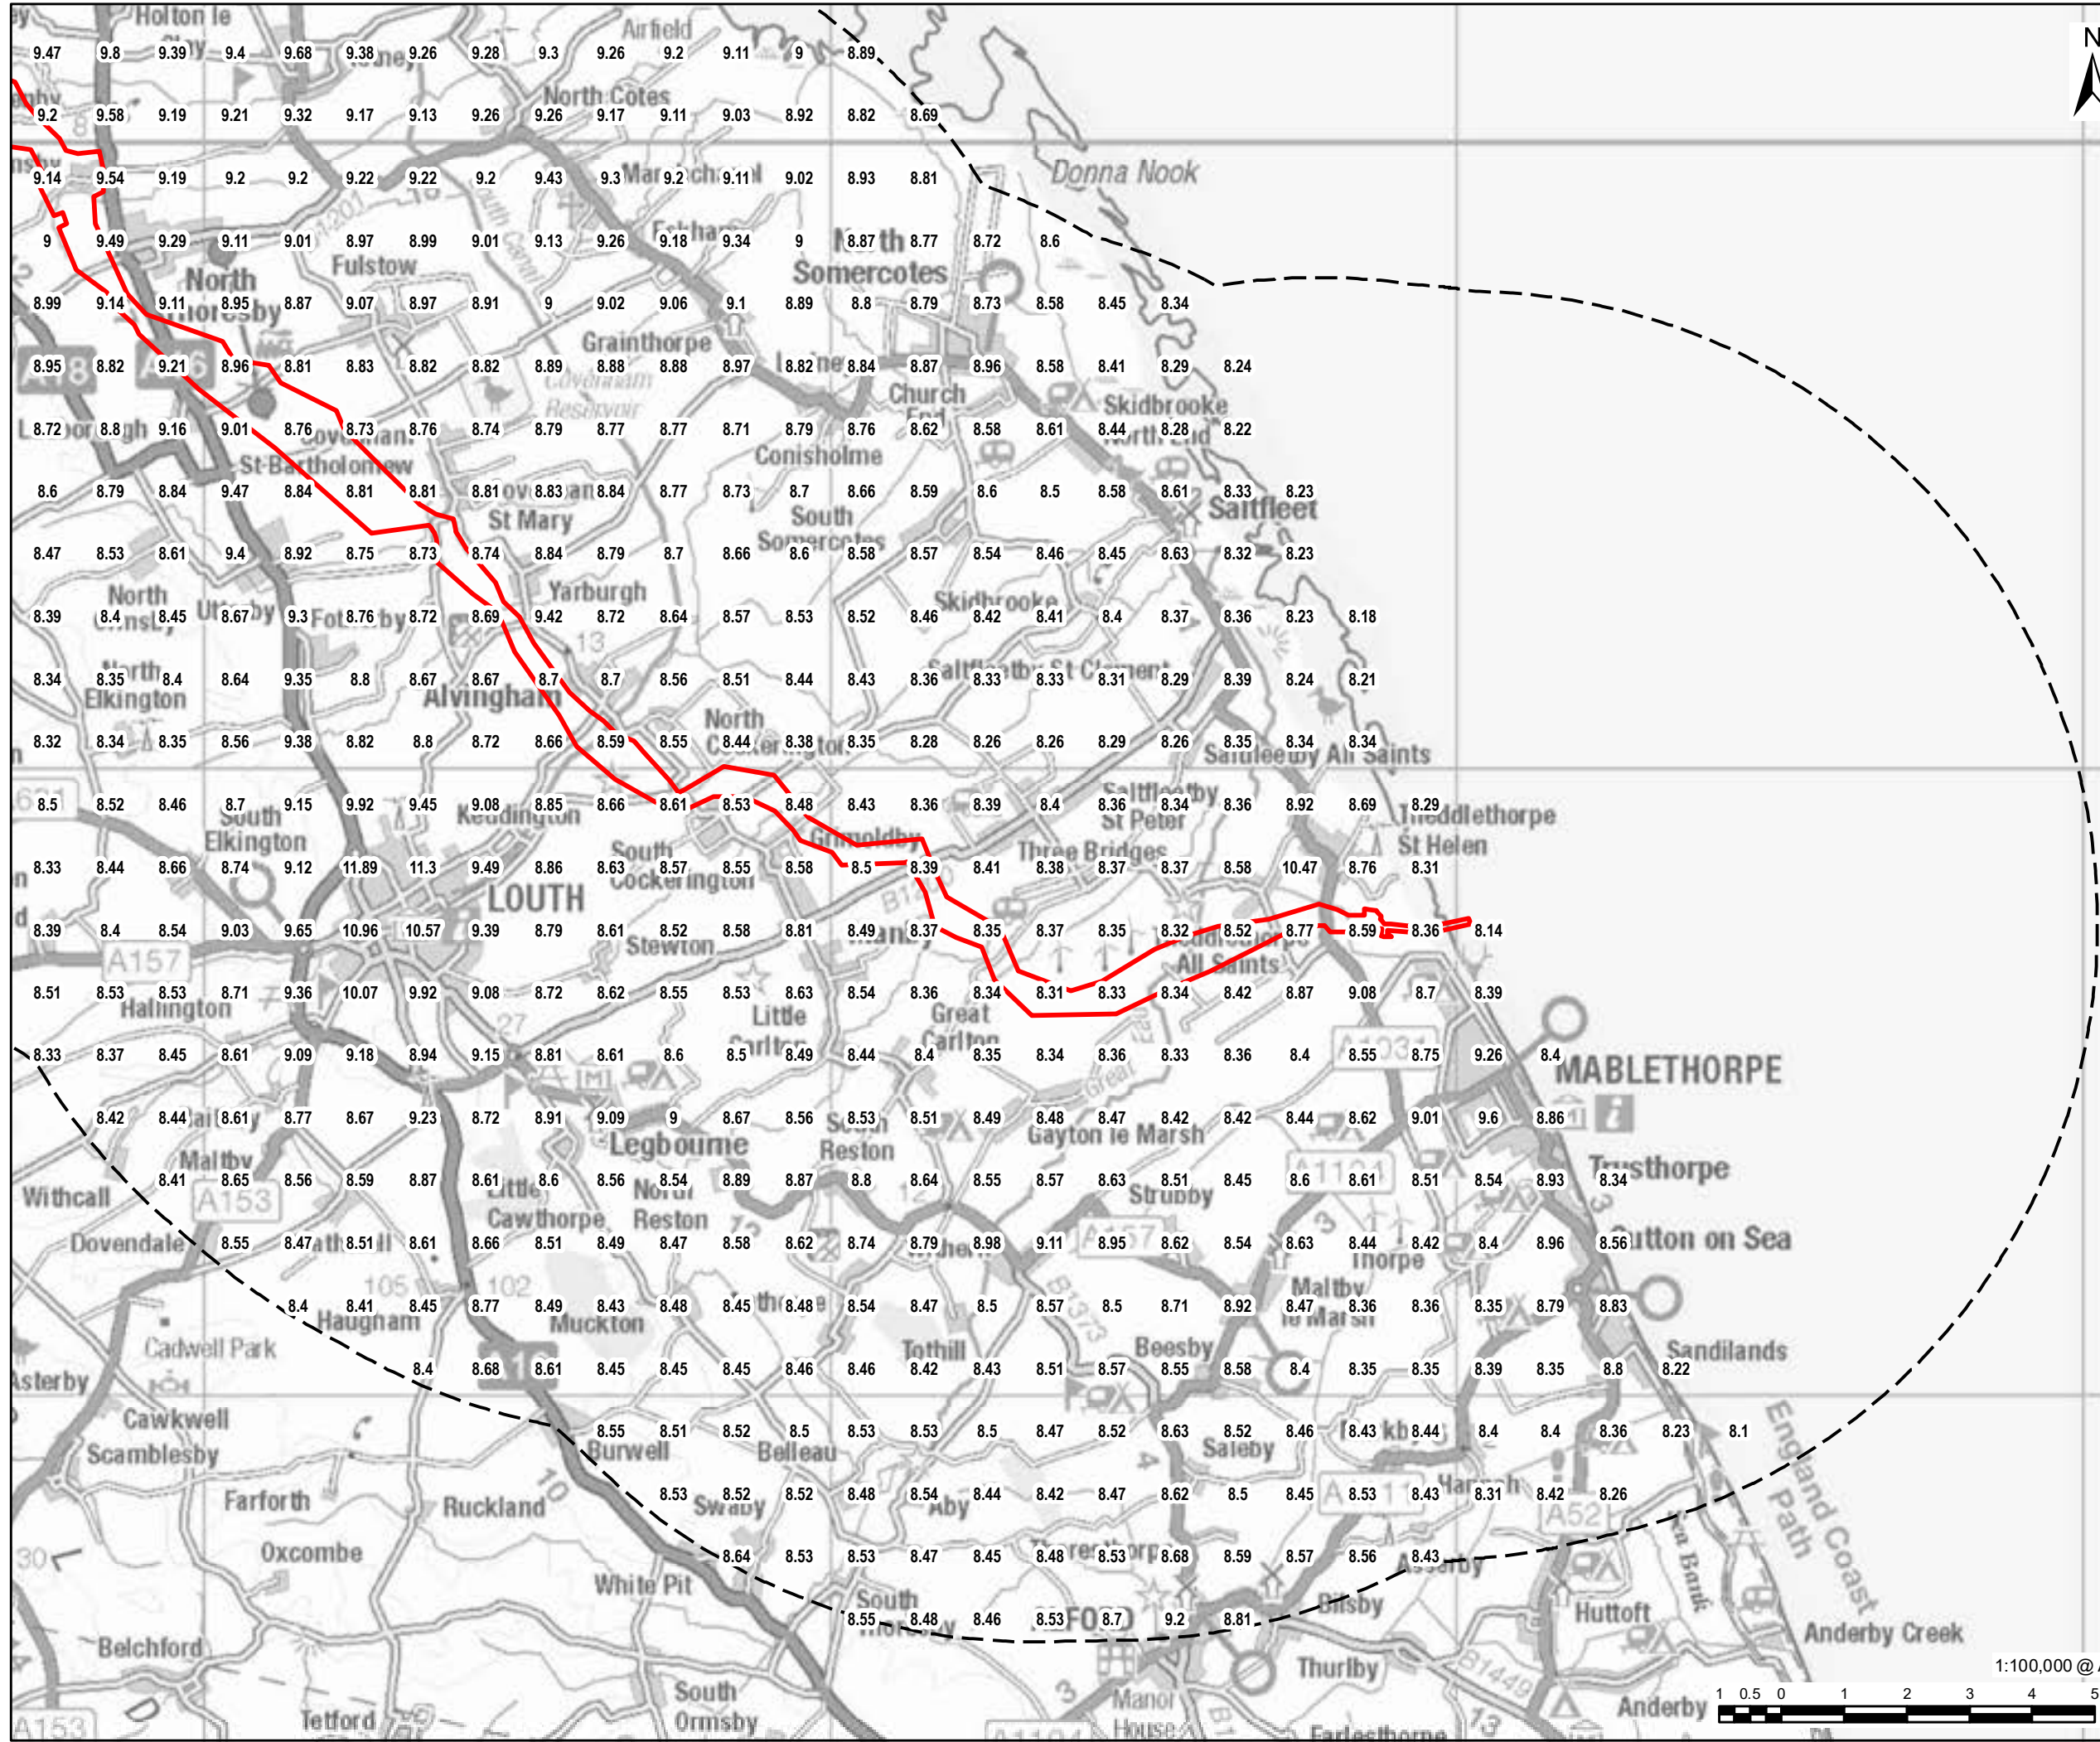 Holton le
Clay
Airfield
9.47 9.8 9.39 9.4 9.68 9.38 9.26 9.28 9.3 9.26 9.2 9.11 9 8.89
N
North Cotes
9.2 9.58 9.19 9.21 9.32 9.17 9.13 9.26 9.26 9.17 9.11 9.03 8.92 8.82 8.69
Donna Nook
9.14 9.54 9.19 9.2 9.2 9.22 9.22 9.2 9.43 9.3 9.2 9.11 9.02 8.93 8.81
9 9.49 9.29 9.11 9.01 8.97 8.99 9.01 9.13 9.26 9.18 9.34 9 8.87 8.77 8.72 8.6
Fulstow
North
Somercotes
North
Thoresby
8.99 9.14 9.11 8.95 8.87 9.07 8.97 8.91 9 9.02 9.06 9.1 8.89 8.8 8.79 8.73 8.58 8.45 8.34
Grainthorpe
A18 A16
8.95 8.82 9.21 8.96 8.81 8.83 8.82 8.82 8.89 8.88 8.88 8.97 8.82 8.84 8.87 8.96 8.58 8.41 8.29 8.24
Covenham
Reservoir
Church
End
Skidbrooke
North End
8.72 8.8 9.16 9.01 8.76 8.73 8.76 8.74 8.79 8.77 8.77 8.71 8.79 8.76 8.62 8.58 8.61 8.44 8.28 8.22
Covenham
St Bartholomew
Conisholme
8.6 8.79 8.84 9.47 8.84 8.81 8.81 8.81 8.83 8.84 8.77 8.73 8.7 8.66 8.59 8.6 8.5 8.58 8.61 8.33 8.23
St Mary
South
Somercotes
Saltfleet
8.47 8.53 8.61 9.4 8.92 8.75 8.73 8.74 8.84 8.79 8.7 8.66 8.6 8.58 8.57 8.54 8.46 8.45 8.63 8.32 8.23
North
Ormsby
Yarburgh
Skidbrooke
8.39 8.4 8.45 8.67 9.3 8.76 8.72 8.69 9.42 8.72 8.64 8.57 8.53 8.52 8.46 8.42 8.41 8.4 8.37 8.36 8.23 8.18
13
North
Elkington
Alvingham
Saltfleetby St Clement
8.34 8.35 8.4 8.64 9.35 8.8 8.67 8.67 8.7 8.7 8.56 8.51 8.44 8.43 8.36 8.33 8.33 8.31 8.29 8.39 8.24 8.21
North
Cockerington
Saltfleetby All Saints
8.32 8.34 8.35 8.56 9.38 8.82 8.8 8.72 8.66 8.59 8.55 8.44 8.38 8.35 8.28 8.26 8.26 8.29 8.26 8.35 8.34 8.34
8.5 8.52 8.46 8.7 9.15 9.92 9.45 9.08 8.85 8.66 8.61 8.53 8.48 8.43 8.36 8.39 8.4 8.36 8.34 8.36 8.92 8.69 8.29
South
Elkington
Keddington
Grimoldby
Saltfleetby
St Peter
Theddlethorpe
St Helen
South
Cockerington
Three Bridges
8.33 8.44 8.66 8.74 9.12 11.89 11.3 9.49 8.86 8.63 8.57 8.55 8.58 8.5 8.39 8.41 8.38 8.37 8.37 8.58 10.47 8.76 8.31
LOUTH
8.39 8.4 8.54 9.03 9.65 10.96 10.57 9.39 8.79 8.61 8.52 8.58 8.81 8.49 8.37 8.35 8.37 8.35 8.32 8.52 8.77 8.59 8.36 8.14
A157
Stewton
Manby
Theddlethorpe
All Saints
8.51 8.53 8.53 8.71 9.36 10.07 9.92 9.08 8.72 8.62 8.55 8.53 8.63 8.54 8.36 8.34 8.31 8.33 8.34 8.42 8.87 9.08 8.7 8.39
Hallington
27
Little
Carlton
Great
Carlton
Great Eau
A1031
8.33 8.37 8.45 8.61 9.09 9.18 8.94 9.15 8.81 8.61 8.6 8.5 8.49 8.44 8.4 8.35 8.34 8.36 8.33 8.36 8.4 8.55 8.75 9.26 8.4
MABLETHORPE
8.42 8.44 8.61 8.77 8.67 9.23 8.72 8.91 9.09 9 8.67 8.56 8.53 8.51 8.49 8.48 8.47 8.42 8.42 8.44 8.62 9.01 9.6 8.86
Legbourne
South
Reston
Gayton le Marsh
Maltby
A153
Withcall
A1104
Trusthorpe
8.41 8.65 8.56 8.59 8.87 8.61 8.6 8.56 8.54 8.89 8.87 8.8 8.64 8.55 8.57 8.63 8.51 8.45 8.6 8.61 8.51 8.54 8.93 8.34
Little
Cawthorpe
North
Reston
12
Strubby
3
Dovendale
A157
Sutton on Sea
8.55 8.47 8.51 8.61 8.66 8.51 8.49 8.47 8.58 8.62 8.74 8.79 8.98 9.11 8.95 8.62 8.54 8.63 8.44 8.42 8.4 8.96 8.56
105 102
Thorpe
Maltby
le Marsh
B1373
8.4 8.41 8.45 8.77 8.49 8.43 8.48 8.45 8.48 8.54 8.47 8.5 8.57 8.5 8.71 8.92 8.47 8.36 8.36 8.35 8.79 8.83
Haugham
Muckton
Cadwell Park
Tothill
Beesby
Sandilands
8.4 8.68 8.61 8.45 8.45 8.45 8.46 8.46 8.42 8.43 8.51 8.57 8.55 8.58 8.4 8.35 8.35 8.39 8.35 8.8 8.22
Asterby
Cawkwell
Scamblesby
8.55 8.51 8.52 8.5 8.53 8.53 8.5 8.47 8.52 8.63 8.52 8.46 8.43 8.44 8.4 8.4 8.36 8.23 8.1
Burwell
Belleau
Saleby
4
England Coast
Path
10
8.53 8.52 8.52 8.48 8.54 8.44 8.42 8.47 8.62 8.5 8.45 8.53 8.43 8.31 8.42 8.26
Farforth
Ruckland
Swaby
Aby
Hannah
A52
Sea Bank
8.64 8.53 8.53 8.47 8.45 8.48 8.53 8.68 8.59 8.57 8.56 8.43
30
Oxcombe
White Pit
Asserby
Bilsby
Huttoft
8.55 8.48 8.46 8.53 8.7 9.2 8.81
South
Thoresby
ALFORD
Belchford
Anderby Creek
Thurlby
B1449
1:100,000 @
3
South
Ormsby
Manor
House
Anderby
1 0.5 0 1 2 3 4 5
A153
Tetford
A1104
13
Farlesthorpe